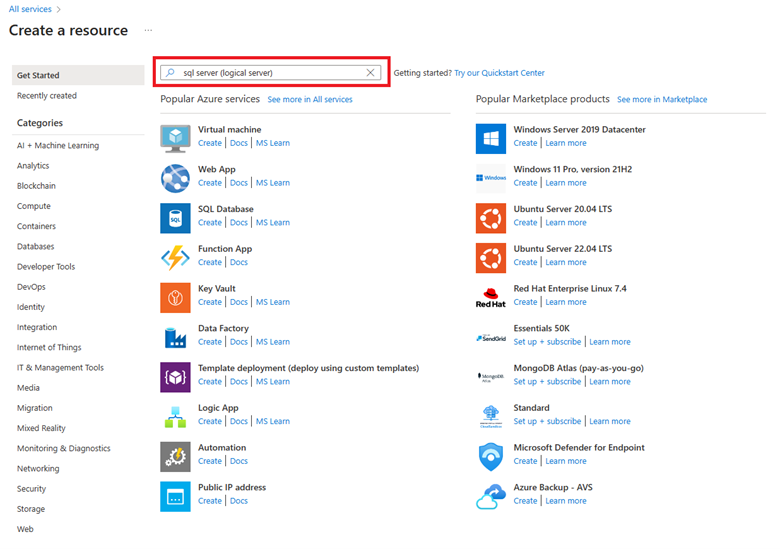 All services >
Create a resource ...
Get Started
Recently created
Categories
AI + Machine Learning
Analytics
Blockchain
Compute
Containers
Databases
Developer Tools
DevOps
Identity
Integration
Internet of Things
IT & Management Tools
Media
Migration
Mixed Reality
Monitoring & Diagnostics
Networking
Security
Storage
Web
sql server (logical server)
Getting started? Try our Quickstart Center
Popular Azure services See more in All services
Virtual machine
Create | Docs | MS Learn
Web App
Create | Docs | MS Learn
SQL Database
SQL
Create | Docs | MS Learn
Function App
Create | Docs
Key Vault
Create | Docs | MS Learn
Data Factory
Create | Docs | MS Learn
Template deployment (deploy using custom templates)
Create | Docs | MS Learn
Logic App
Create | Docs | MS Learn
Automation
Create | Docs
Public IP address
Create | Docs
Popular Marketplace products See more in Marketplace
Windows Server 2019 Datacenter
Create | Learn more
Windows 11 Pro, version 21H2
Windows
Create | Learn more
Ubuntu Server 20.04 LTS
Create | Learn more
Ubuntu Server 22.04 LTS
Create | Learn more
Red Hat Enterprise Linux 7.4
Red Hat
Create | Learn more
Essentials 50K
SendGrid
Set up + subscribe | Learn more
MongoDB Atlas (pay-as-you-go)
MongoDB
Atlas
Set up + subscribe | Learn more
Standard
Set up + subscribe | Learn more
Microsoft Defender for Endpoint
Create | Learn more
Azure Backup - AVS
Create | Learn more